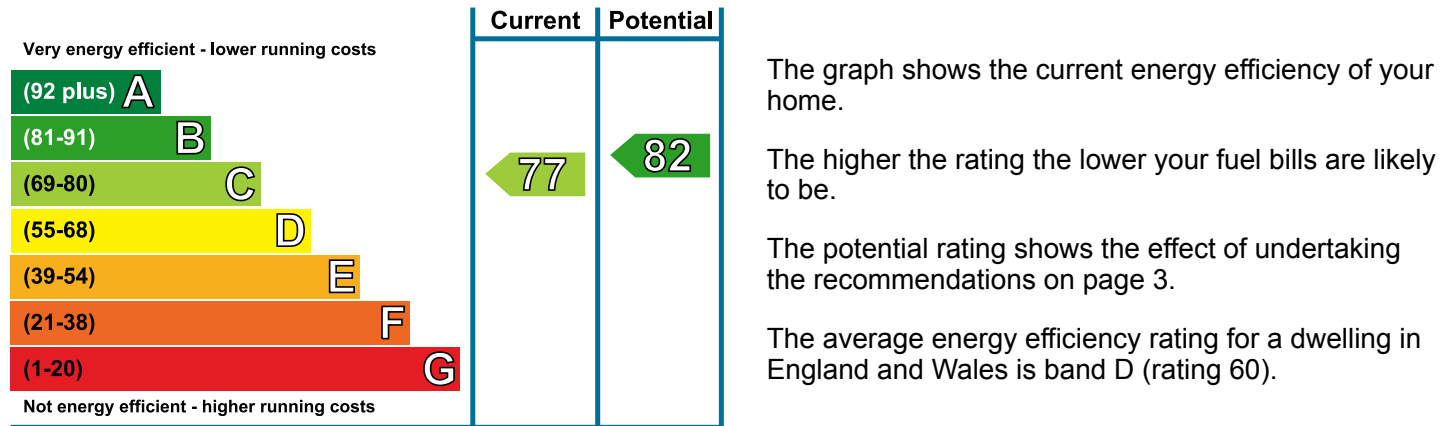 Current Potential
Very energy efficient - lower running costs
(92 plus) A
(81-91) B
(69-80) C
(55-68) D
(39-54) E
(21-38) F
(1-20) G
Not energy efficient - higher running costs
77
82
The graph shows the current energy efficiency of your
home.
The higher the rating the lower your fuel bills are likely
to be.
The potential rating shows the effect of undertaking
the recommendations on page 3.
The average energy efficiency rating for a dwelling in
England and Wales is band D (rating 60).